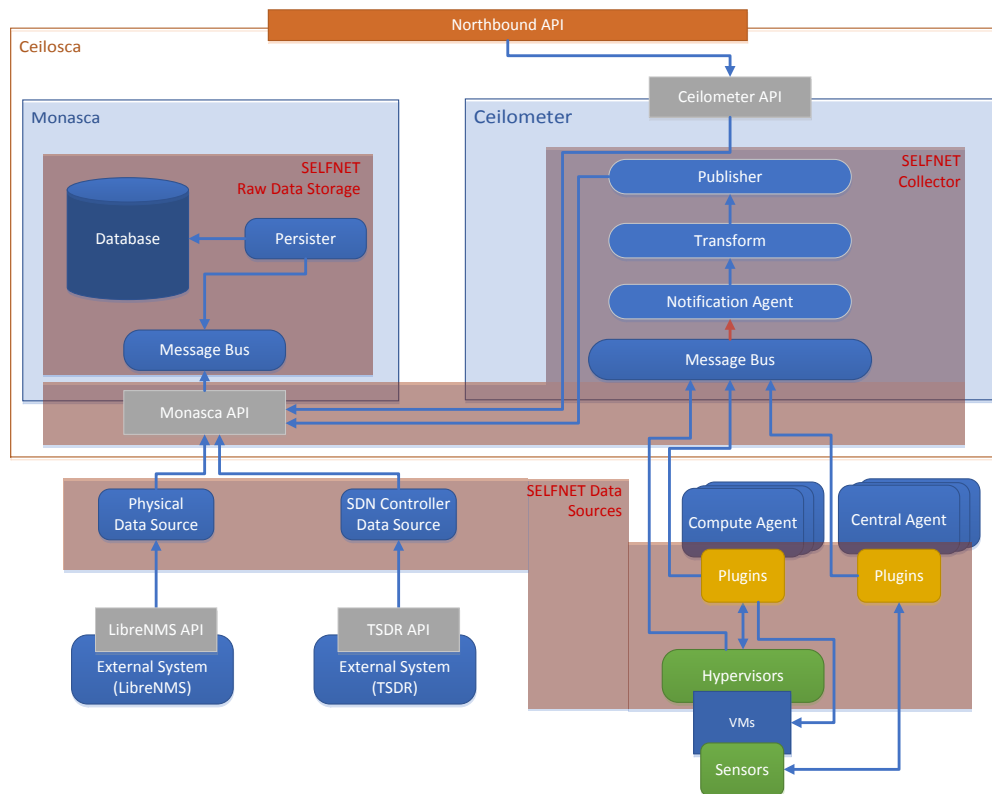 Northbound API
Ceilosca
Ceilometer API
Monasca
Ceilometer
SELFNET
Raw Data Storage
SELFNET
Collector
Publisher
Database
Persister
Transform
Notification Agent
Message Bus
Message Bus
Monasca API
Physical
Data Source
SDN Controller
Data Source
SELFNET Data
Sources
Compute Agent
Central Agent
Plugins
Plugins
LibreNMS API
TSDR API
External System
(LibreNMS)
External System
(TSDR)
Hypervisors
VMs
Sensors